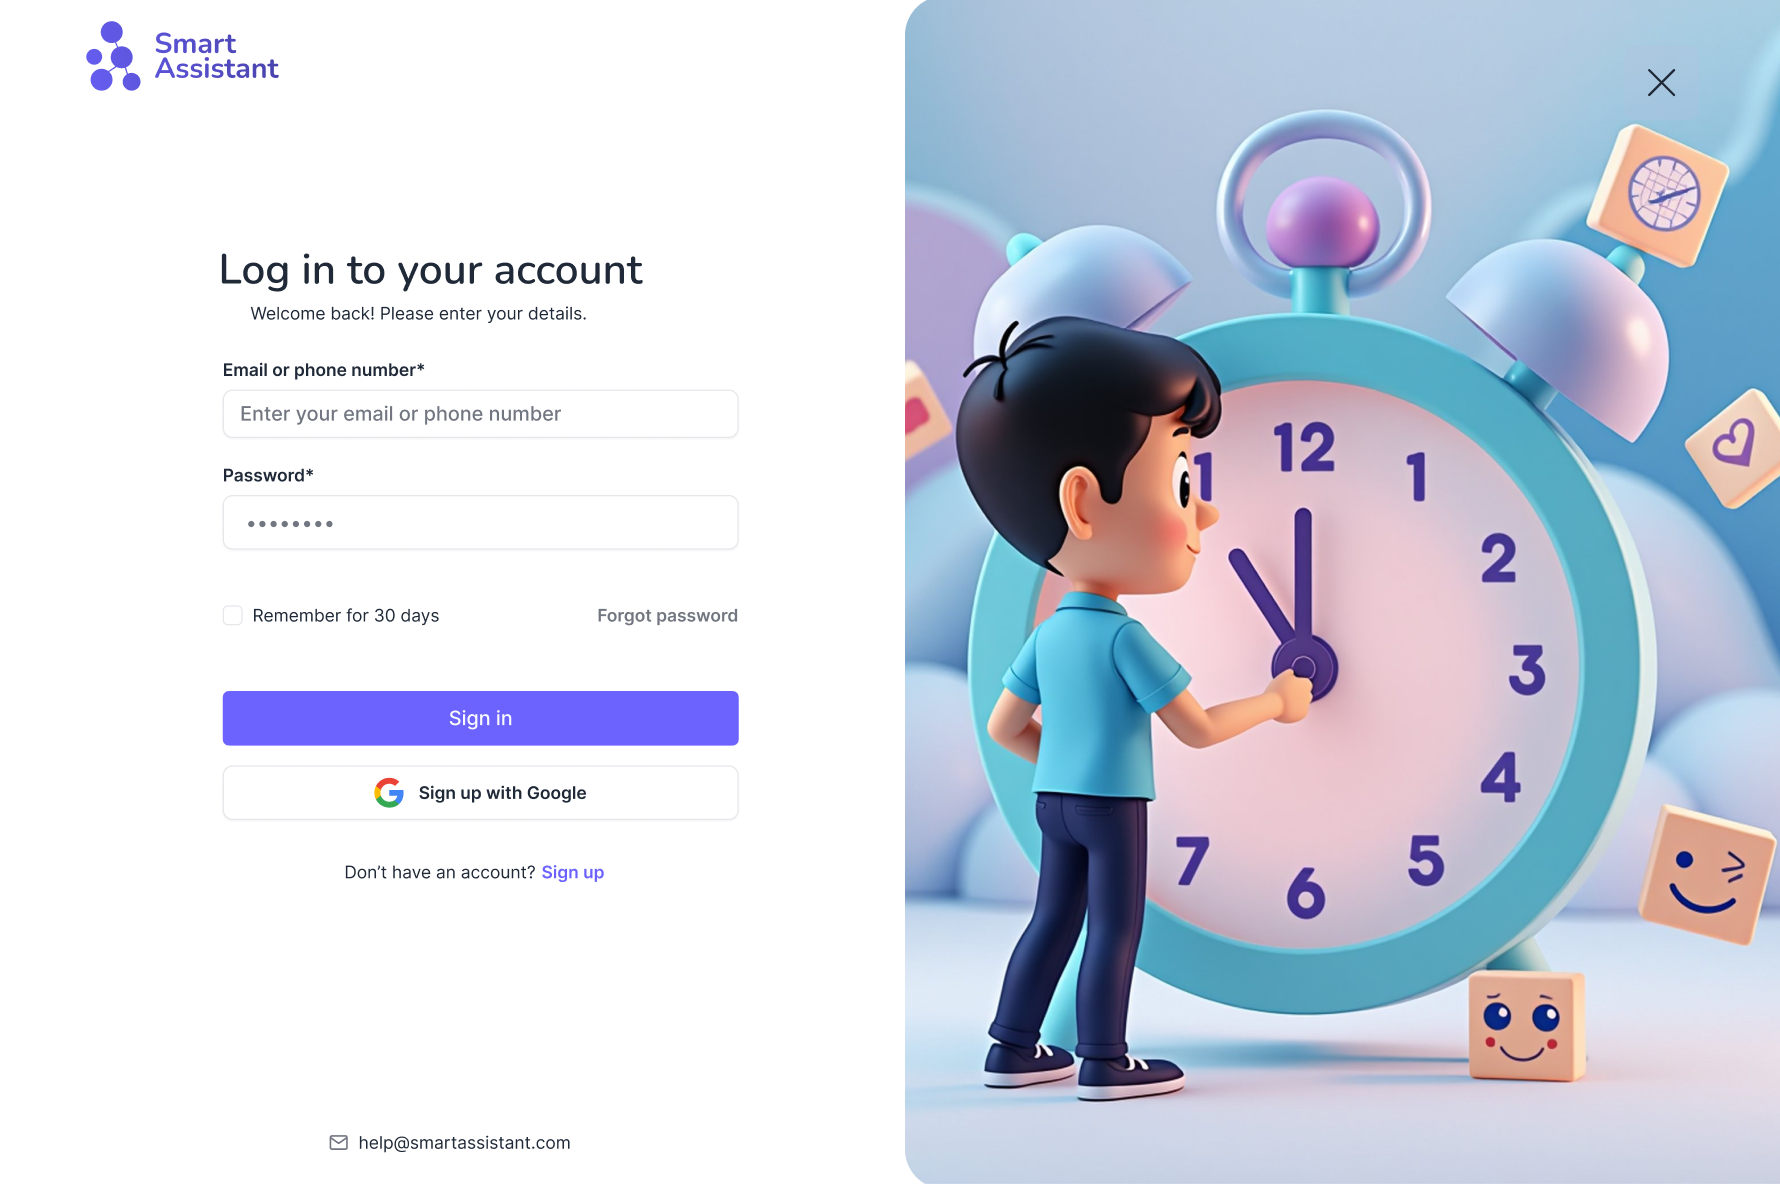 Smart
Assistant
Log in to your account
Welcome back! Please enter your details.
Email or phone number*
Enter your email or phone number
Password*
••••••••
Remember for 30 days
Forgot password
Sign in
Sign up with Google
Don’t have an account? Sign up
help@smartassistant.com
12
1
1
2
3
4
5
6
7